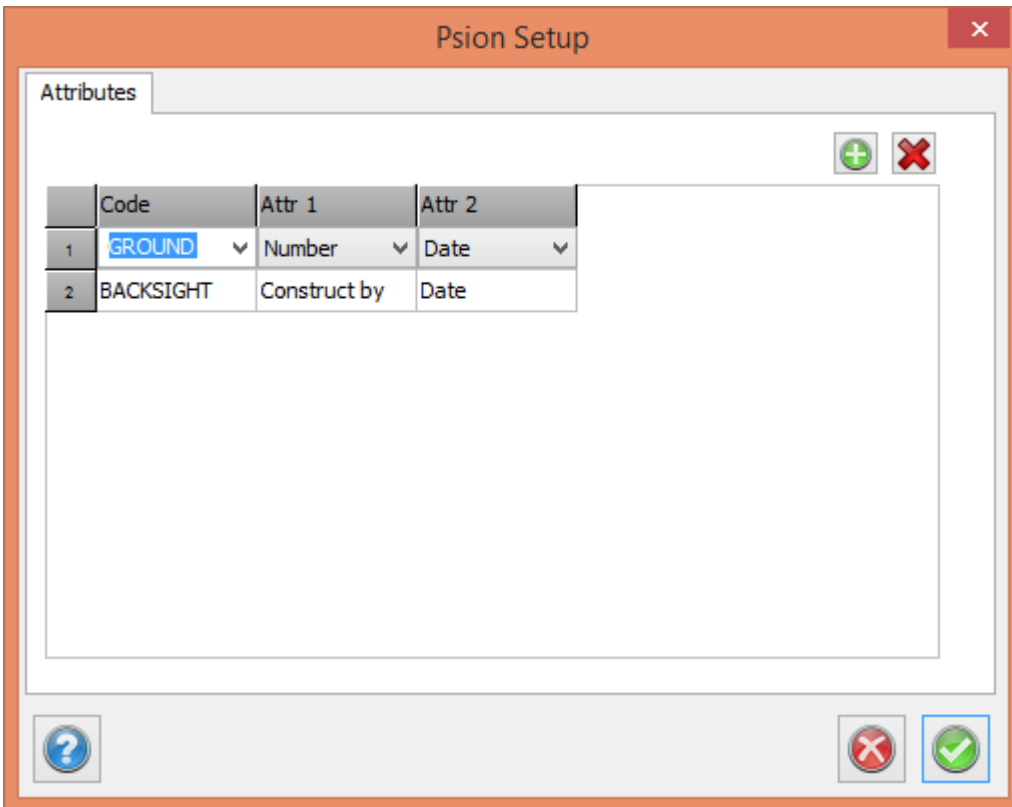 Psion Setup
Attributes
Code Attr 1 Attr 2
1 GROUND Number Date
2 BACKSIGHT Construct by Date